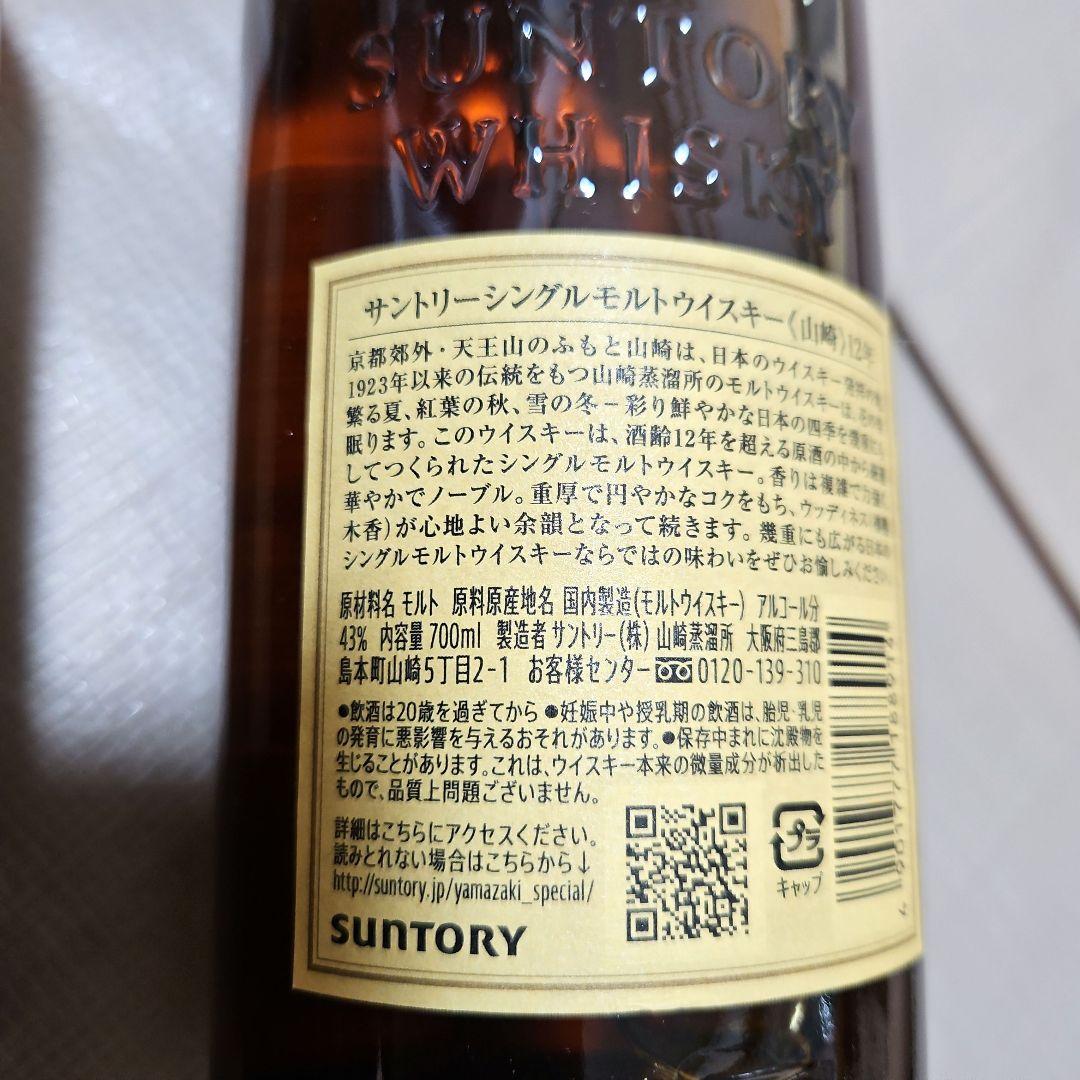 SUNTORY
WHISKY
サントリーシングルモルトウイスキー〈山崎〉12年
京都郊外・天王山のふもと山崎は、日本のウイスキー
1923年以来の伝統をもつ山崎蒸溜所のモルトウイスキーは、
繁る夏、紅葉の秋、雪の冬－彩り鮮やかな日本の四季を
眠ります。このウイスキーは、酒齢12年を超える原酒の中から
してつくられたシングルモルトウイスキー。香りは複雑で
華やかでノーブル。重厚で円やかなコクをもち、ウッディネス
木香)が心地よい余韻となって続きます。幾重にも広がる日本の
シングルモルトウイスキーならではの味わいをぜひお愉しみください。
原材料名 モルト 原料原産地名 国内製造(モルトウイスキー) アルコール分
43% 内容量 700ml 製造者 サントリー(株) 山崎蒸溜所 大阪府三島郡
島本町山崎5丁目2-1 お客様センター 0120-139-310
●飲酒は20歳を過ぎてから ●妊娠中や授乳期の飲酒は、胎児・乳児
の発育に悪影響を与えるおそれがあります。●保存中まれに沈殿物を
生じることがあります。これは、ウイスキー本来の微量成分が析出した
もので、品質上問題ございません。
詳細はこちらにアクセスください。
読みとれない場合はこちらから↓
http://suntory.jp/yamazaki_special/
プラ
キャップ
SUNTORY